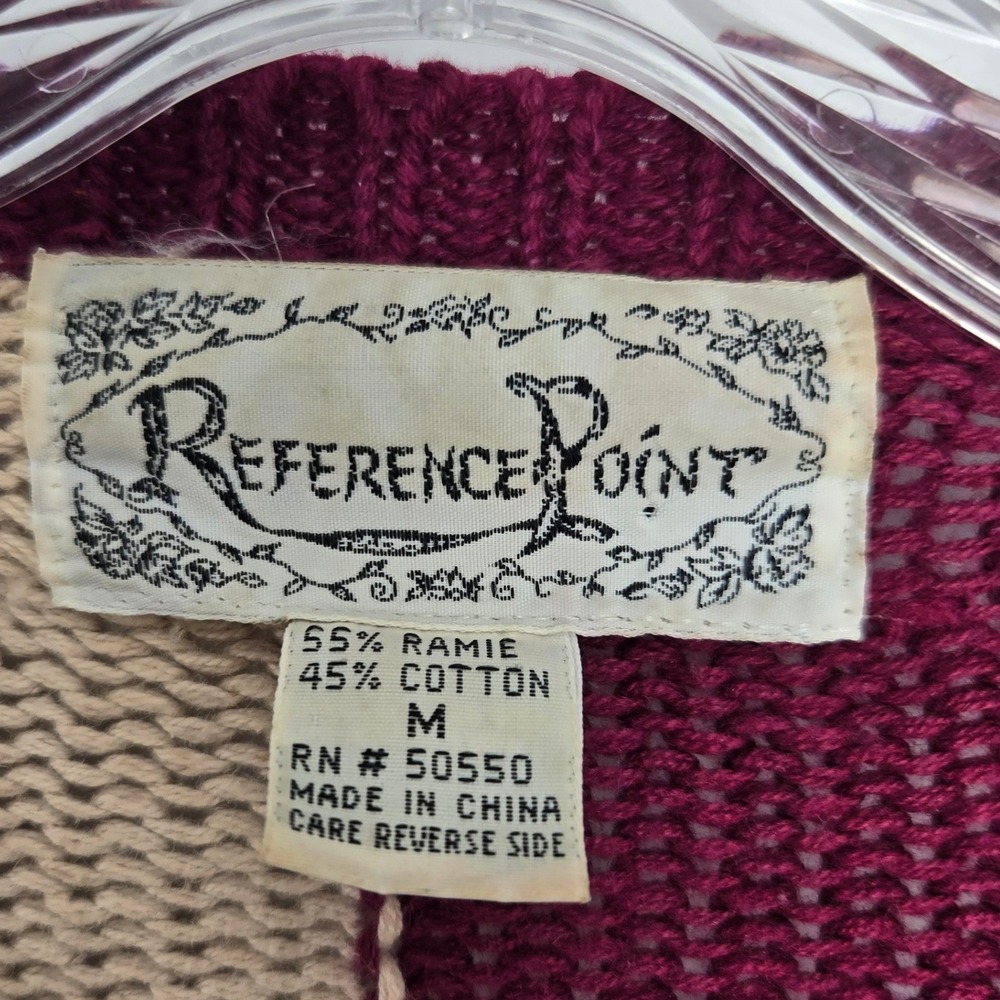 REFERENCE POINT
55% RAMIE
45% COTTON
M
RN # 50550
MADE IN CHINA
CARE REVERSE SIDE